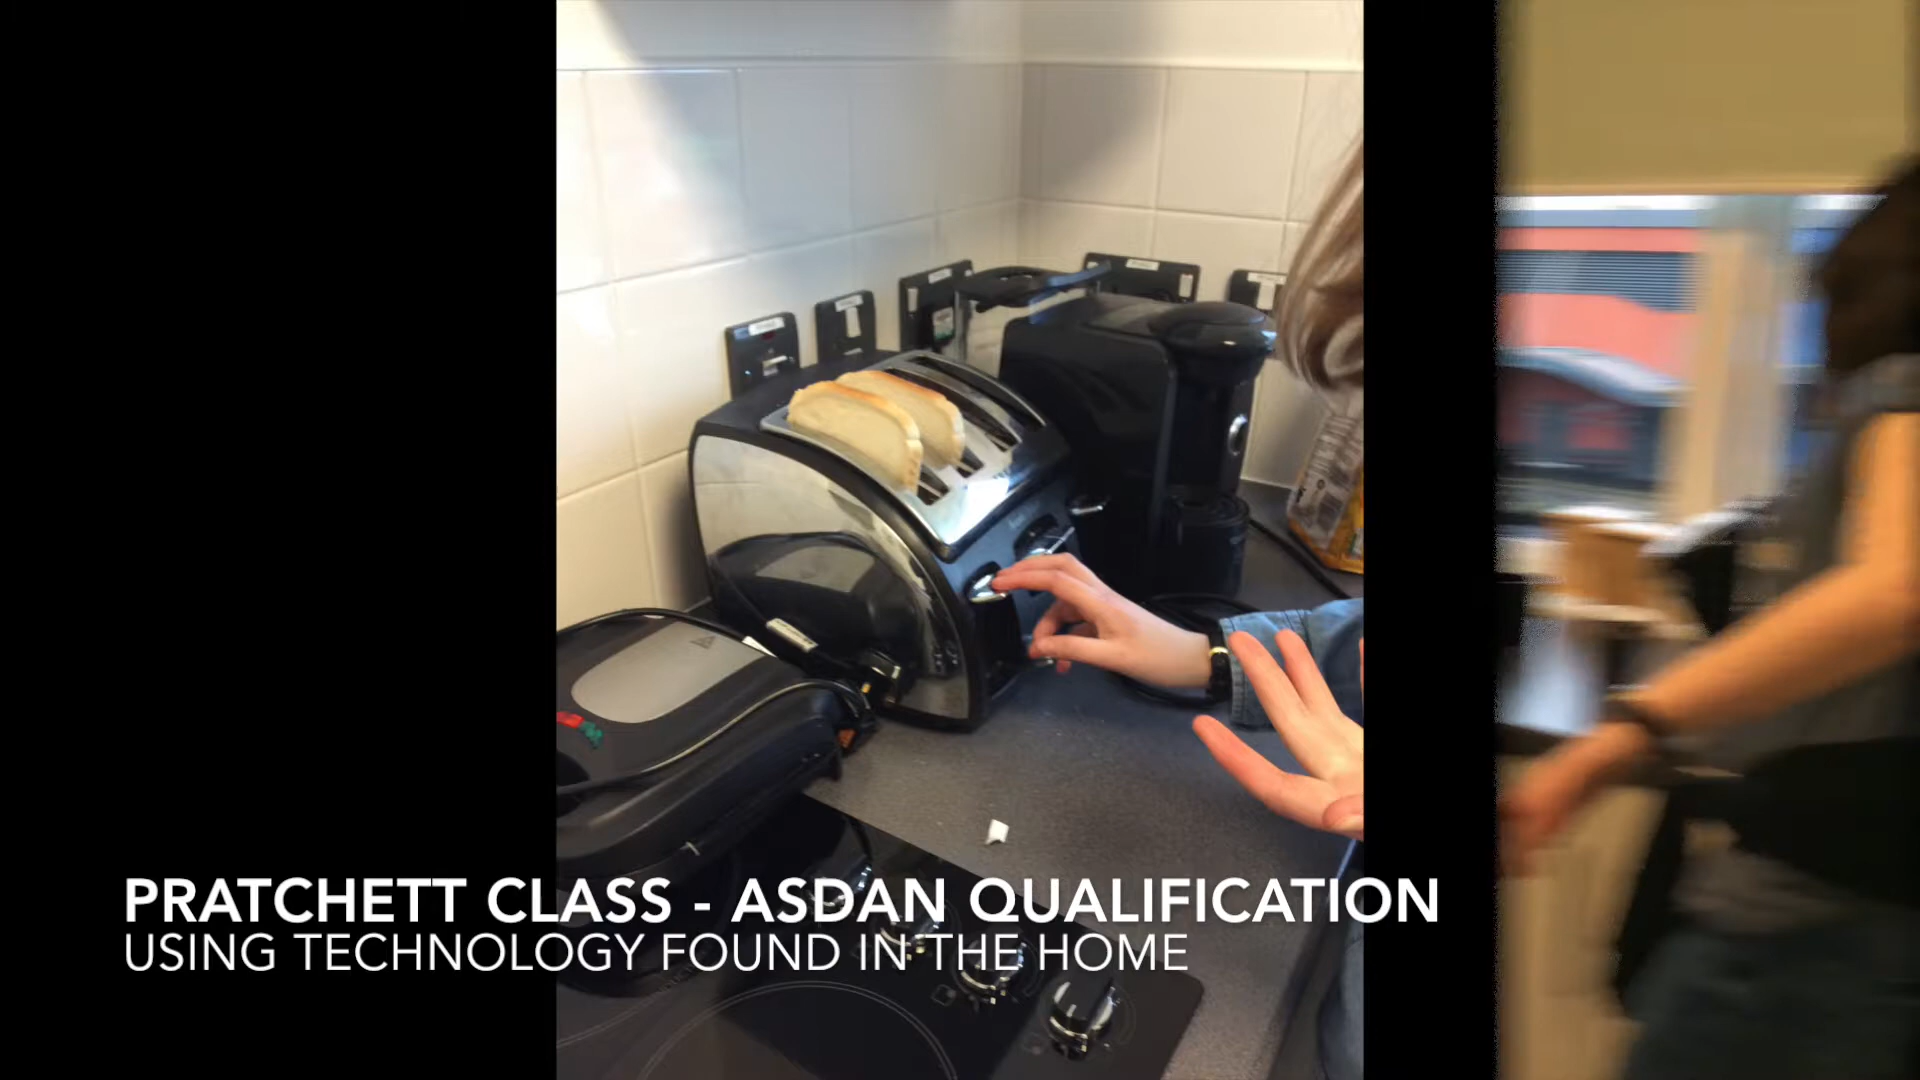 PRATCHETT CLASS - ASDAN QUALIFICATION
USING TECHNOLOGY FOUND IN THE HOME